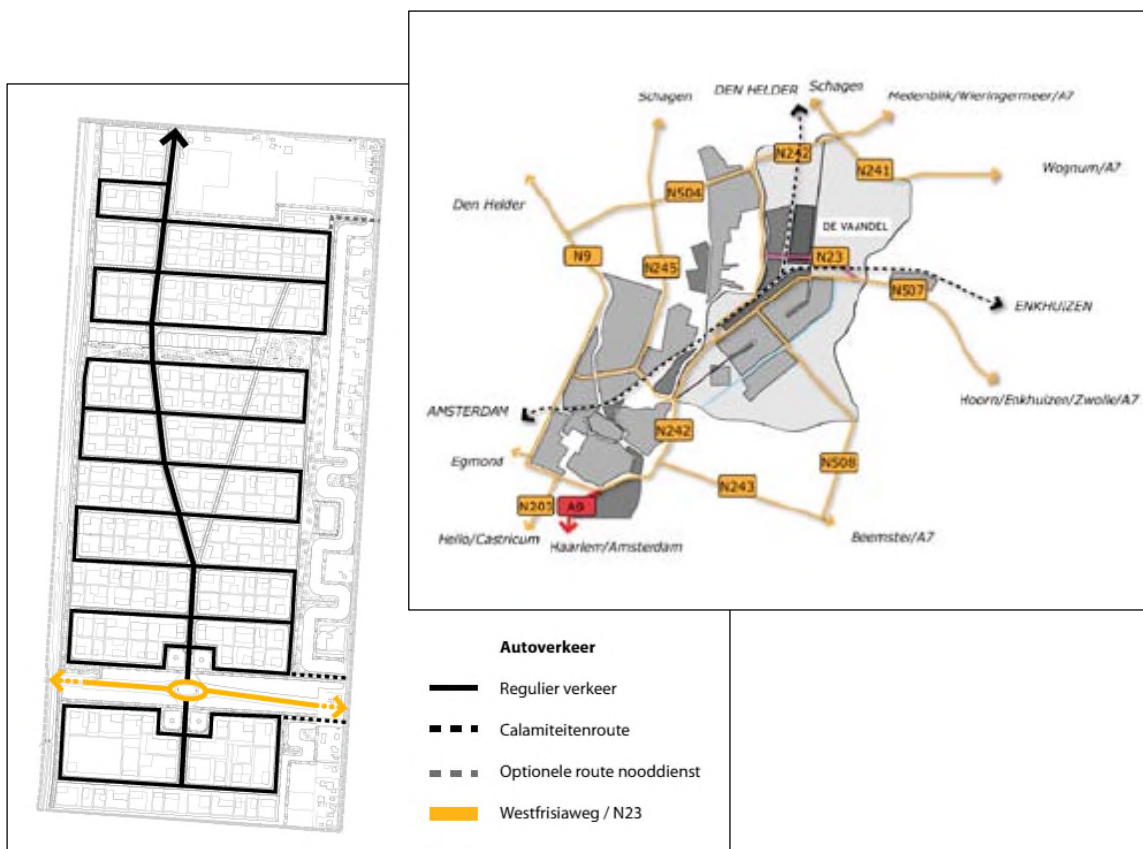 Schagen
DEN HELDER
Schagen
Medenblik/Wieringermeer/A7
N242
N241
Wognum/A7
N504
Den Helder
DE VAANDEL
N9
N245
N23
N507
ENKHUIZEN
AMSTERDAM
Hoorn/Enkhuizen/Zwolle/A7
N242
Egmond
N508
N243
N203
A9
Heilo/Castricum
Haarlem/Amsterdam
Beemster/A7
Autoverkeer
Regulier verkeer
Calamiteitenroute
Optionele route nooddienst
Westfrisiaweg / N23